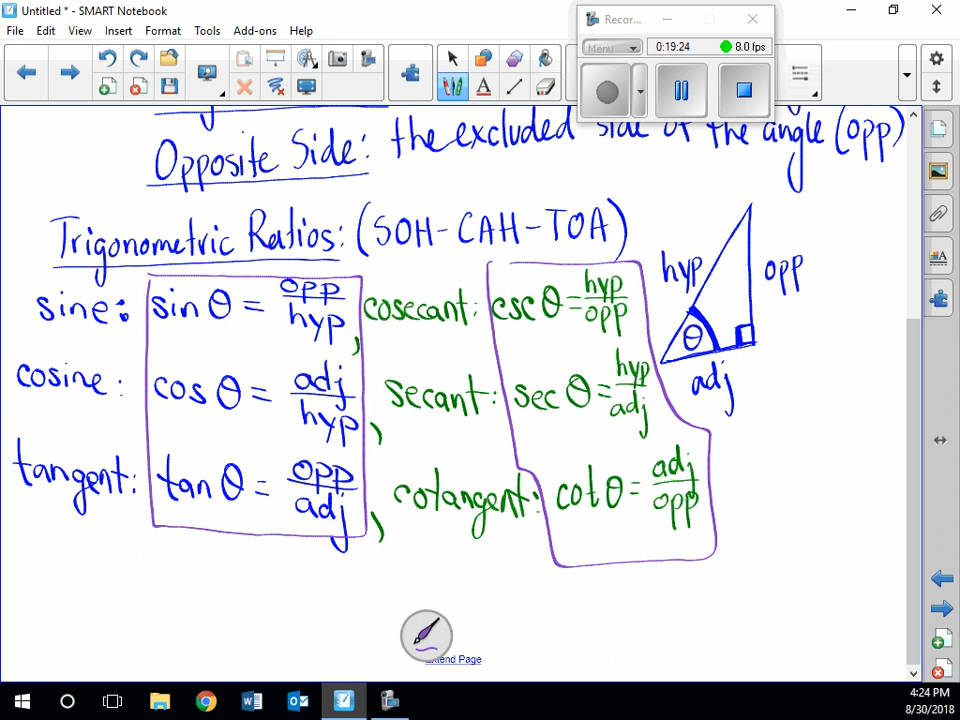 Untitled * - SMART Notebook
Recor...
File Edit View Insert Format Tools Add-ons Help
Menu
0:19:24
8.0 fps
Opposite Side: the excluded side of the angle (opp)
Trigonometric Ratios: (SOH-CAH-TOA)
sine: sin θ = opp/hyp, cosecant: csc θ = hyp/opp
cosine: cos θ = adj/hyp, secant: sec θ = hyp/adj
tangent: tan θ = opp/adj, cotangent: cot θ = adj/opp
hyp
opp
θ
adj
Extend Page
4:24 PM
8/30/2018